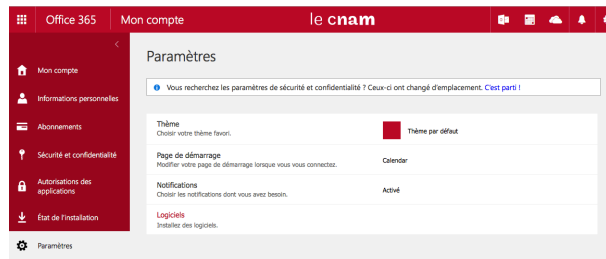 Office 365 Mon compte le cnam
Paramètres
Vous recherchez les paramètres de sécurité et confidentialité ? Ceux-ci ont changé d'emplacement. C'est parti !
Mon compte
Informations personnelles
Abonnements
Sécurité et confidentialité
Autorisations des
applications
État de l'installation
Paramètres
Thème
Choisir votre thème favori.
Thème par défaut
Page de démarrage
Modifier votre page de démarrage lorsque vous vous connectez.
Calendar
Notifications
Choisir les notifications dont vous avez besoin.
Activé
Logiciels
Installez des logiciels.